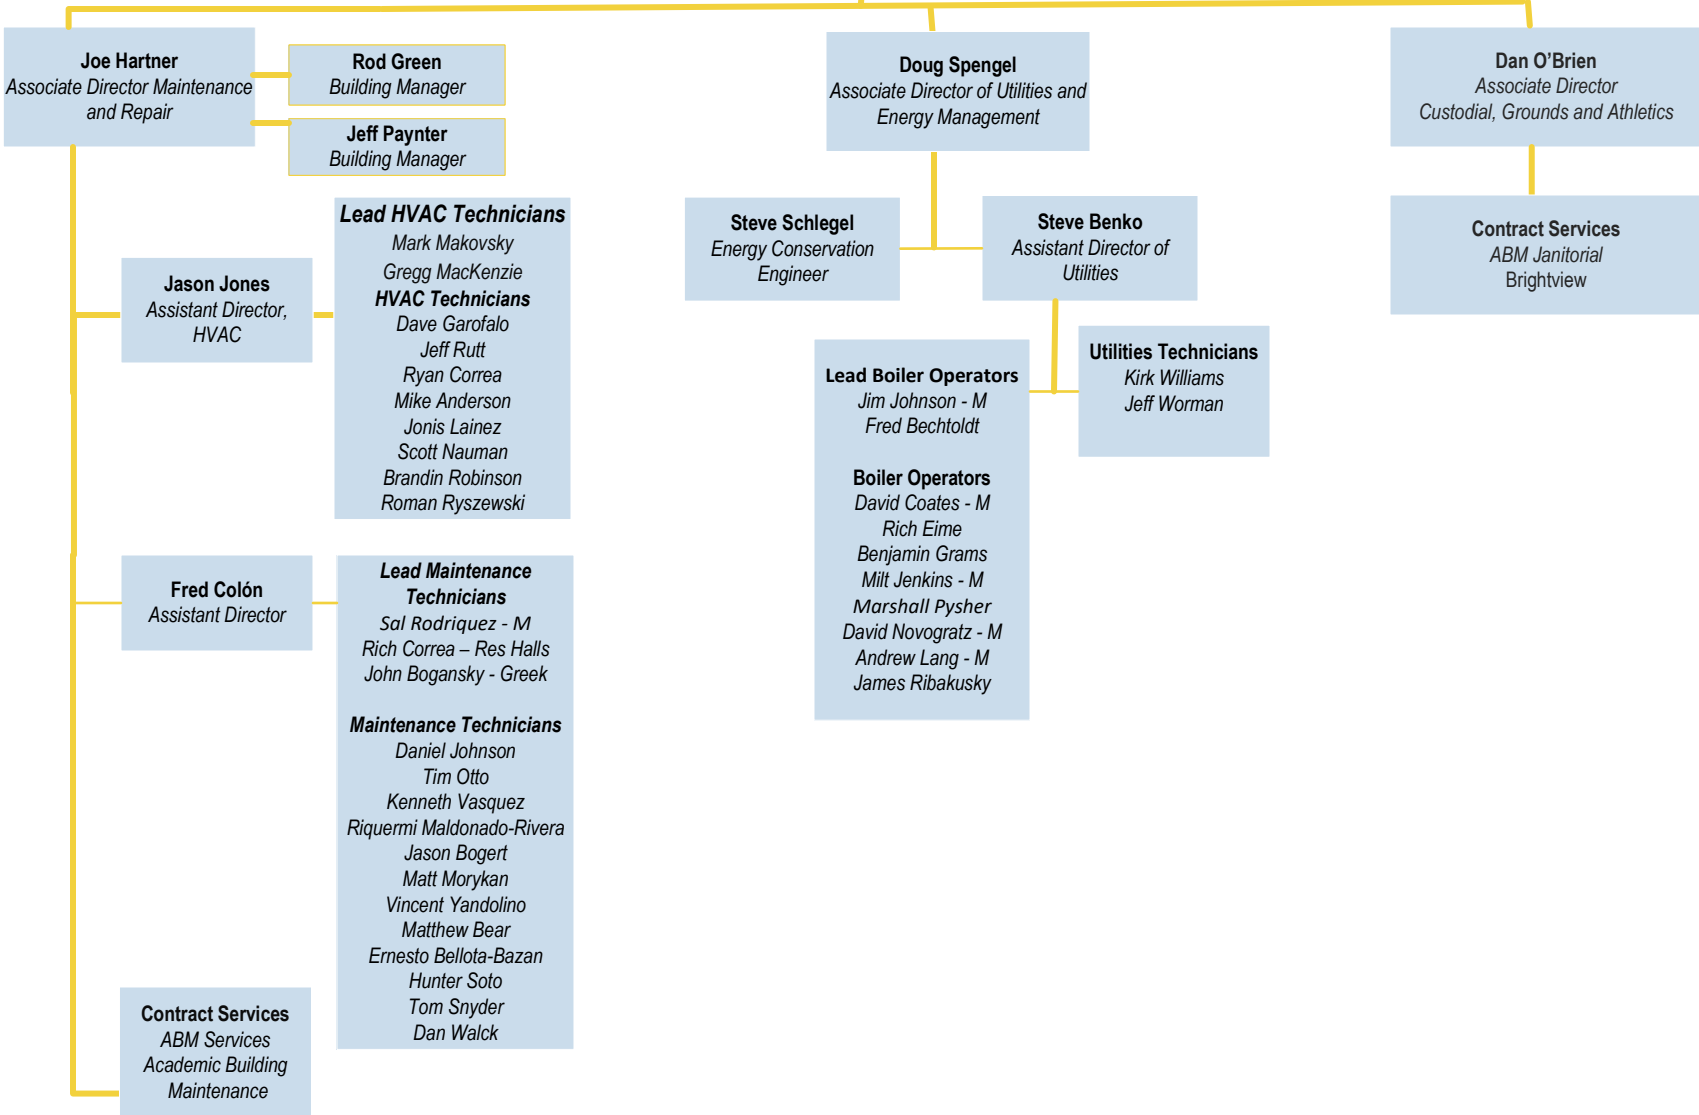 Joe Hartner
Associate Director Maintenance
and Repair
Rod Green
Building Manager
Jeff Paynter
Building Manager
Doug Spengel
Associate Director of Utilities and
Energy Management
Dan O'Brien
Associate Director
Custodial, Grounds and Athletics
Jason Jones
Assistant Director,
HVAC
Lead HVAC Technicians
Mark Makovsky
Gregg MacKenzie
HVAC Technicians
Dave Garofalo
Jeff Rutt
Ryan Correa
Mike Anderson
Jonis Lainez
Scott Nauman
Brandin Robinson
Roman Ryszewski
Fred Colón
Assistant Director
Lead Maintenance
Technicians
Sal Rodriquez - M
Rich Correa – Res Halls
John Bogansky - Greek
Maintenance Technicians
Daniel Johnson
Tim Otto
Kenneth Vasquez
Riquermi Maldonado-Rivera
Jason Bogert
Matt Morykan
Vincent Yandolino
Matthew Bear
Ernesto Bellota-Bazan
Hunter Soto
Tom Snyder
Dan Walck
Contract Services
ABM Services
Academic Building
Maintenance
Steve Schlegel
Energy Conservation
Engineer
Steve Benko
Assistant Director of
Utilities
Lead Boiler Operators
Jim Johnson - M
Fred Bechtoldt
Boiler Operators
David Coates - M
Rich Eime
Benjamin Grams
Milt Jenkins - M
Marshall Pysher
David Novogratz - M
Andrew Lang - M
James Ribakusky
Utilities Technicians
Kirk Williams
Jeff Worman
Contract Services
ABM Janitorial
Brightview